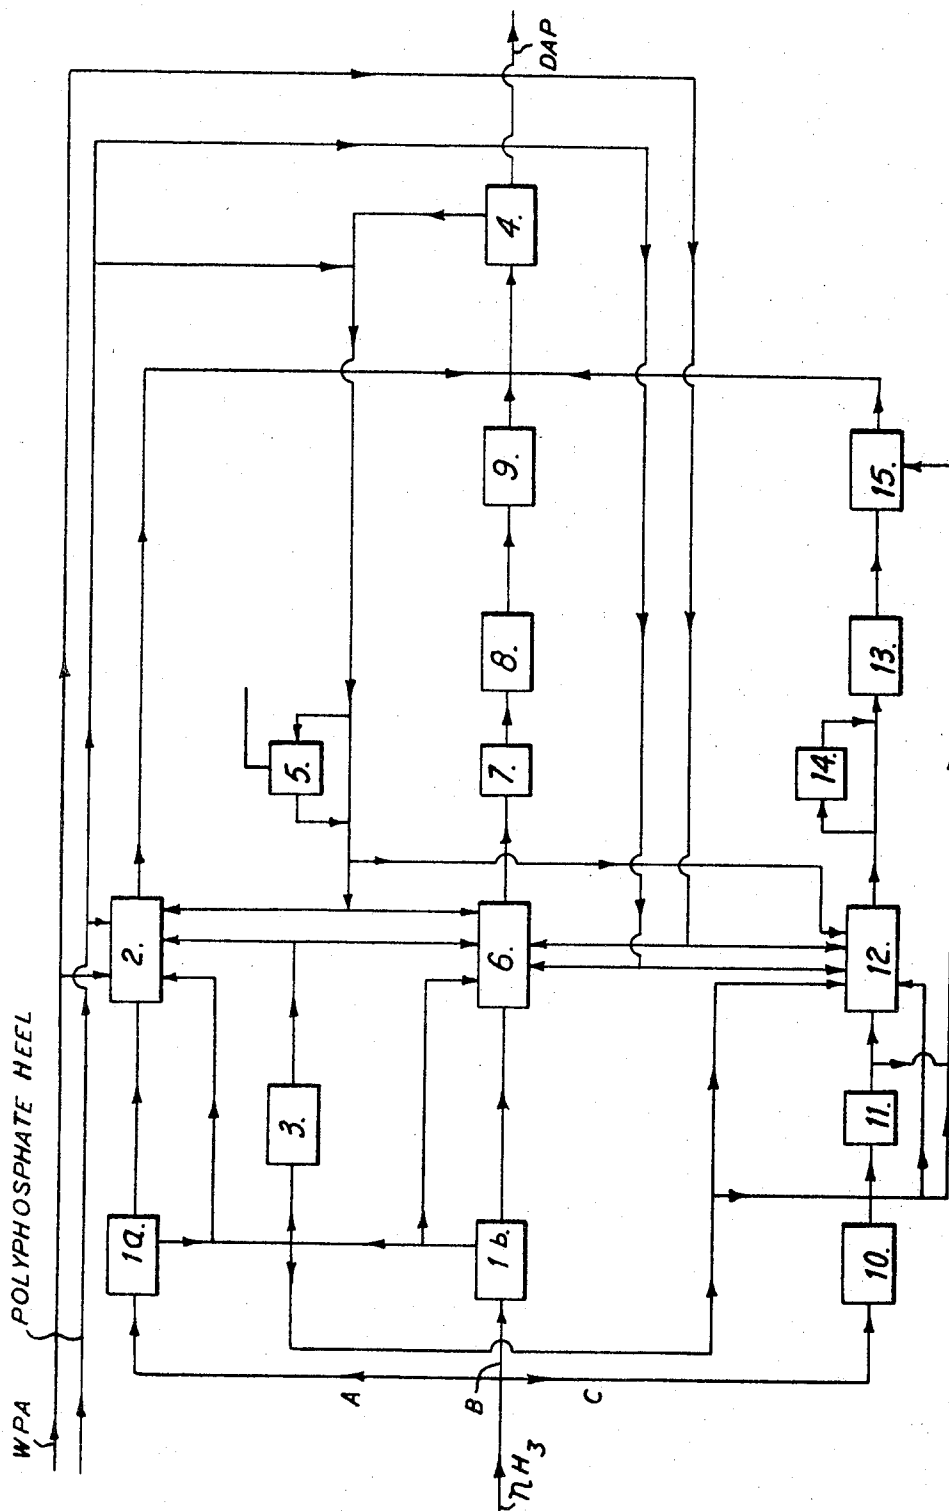 WPA
POLYPHOSPHATE HEEL
DAP
1a.
2.
3.
5.
4.
A
B
C
nH3
1b.
6.
7.
8.
9.
10.
11.
12.
14.
13.
15.